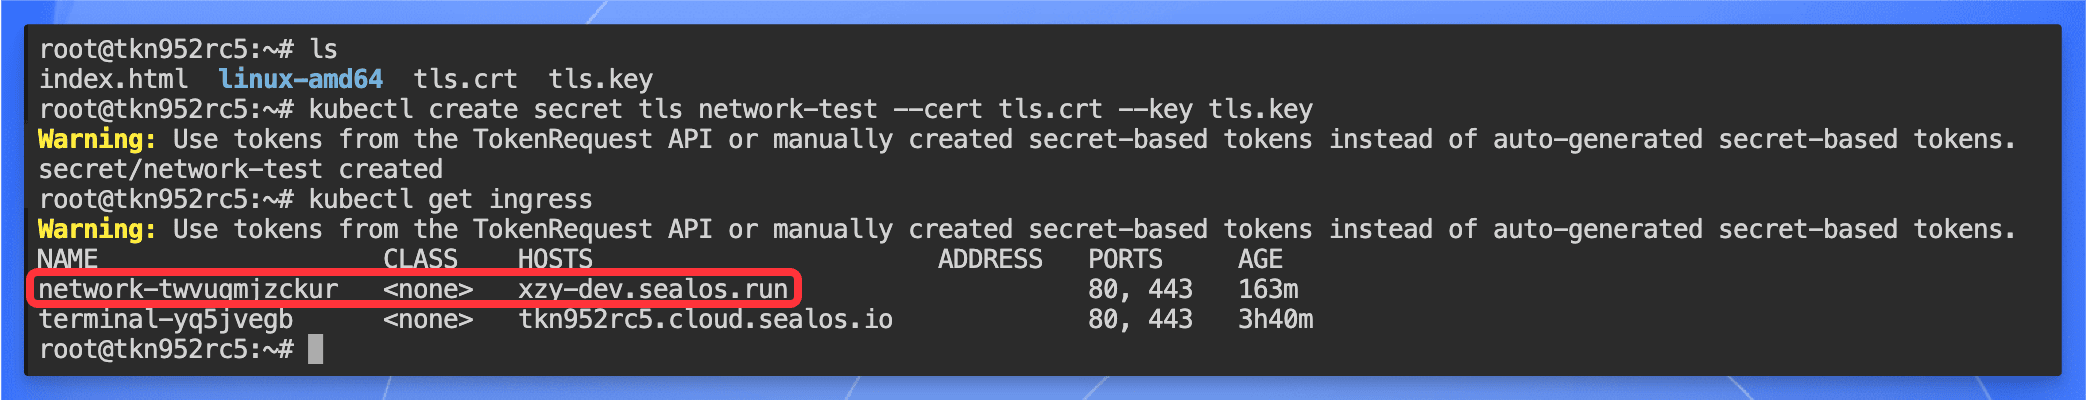 root@tkn952rc5:~# ls
index.html  linux-amd64  tls.crt  tls.key
root@tkn952rc5:~# kubectl create secret tls network-test --cert tls.crt --key tls.key
Warning: Use tokens from the TokenRequest API or manually created secret-based tokens instead of auto-generated secret-based tokens.
secret/network-test created
root@tkn952rc5:~# kubectl get ingress
Warning: Use tokens from the TokenRequest API or manually created secret-based tokens instead of auto-generated secret-based tokens.
NAME                   CLASS    HOSTS                       ADDRESS   PORTS     AGE
network-twvuqmjzckur   <none>   xzy-dev.sealos.run                    80, 443   163m
terminal-yq5jvegb      <none>   tkn952rc5.cloud.sealos.io             80, 443   3h40m
root@tkn952rc5:~#